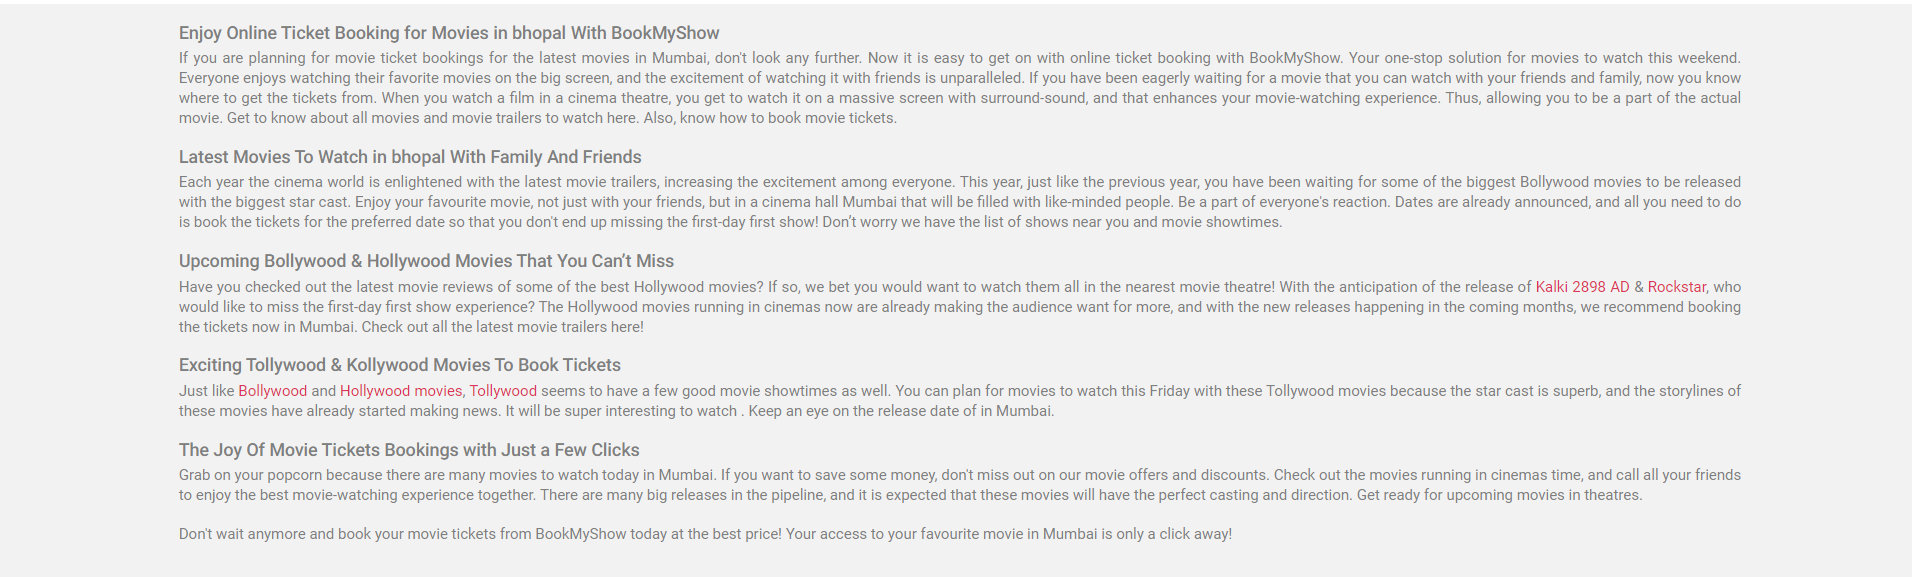 Enjoy Online Ticket Booking for Movies in bhopal With BookMyShow
If you are planning for movie ticket bookings for the latest movies in Mumbai, don't look any further. Now it is easy to get on with online ticket booking with BookMyShow. Your one-stop solution for movies to watch this weekend.
Everyone enjoys watching their favorite movies on the big screen, and the excitement of watching it with friends is unparalleled. If you have been eagerly waiting for a movie that you can watch with your friends and family, now you know
where to get the tickets from. When you watch a film in a cinema theatre, you get to watch it on a massive screen with surround-sound, and that enhances your movie-watching experience. Thus, allowing you to be a part of the actual
movie. Get to know about all movies and movie trailers to watch here. Also, know how to book movie tickets.
Latest Movies To Watch in bhopal With Family And Friends
Each year the cinema world is enlightened with the latest movie trailers, increasing the excitement among everyone. This year, just like the previous year, you have been waiting for some of the biggest Bollywood movies to be released
with the biggest star cast. Enjoy your favourite movie, not just with your friends, but in a cinema hall Mumbai that will be filled with like-minded people. Be a part of everyone's reaction. Dates are already announced, and all you need to do
is book the tickets for the preferred date so that you don't end up missing the first-day first show! Don’t worry we have the list of shows near you and movie showtimes.
Upcoming Bollywood & Hollywood Movies That You Can’t Miss
Have you checked out the latest movie reviews of some of the best Hollywood movies? If so, we bet you would want to watch them all in the nearest movie theatre! With the anticipation of the release of Kalki 2898 AD & Rockstar, who
would like to miss the first-day first show experience? The Hollywood movies running in cinemas now are already making the audience want for more, and with the new releases happening in the coming months, we recommend booking
the tickets now in Mumbai. Check out all the latest movie trailers here!
Exciting Tollywood & Kollywood Movies To Book Tickets
Just like Bollywood and Hollywood movies, Tollywood seems to have a few good movie showtimes as well. You can plan for movies to watch this Friday with these Tollywood movies because the star cast is superb, and the storylines of
these movies have already started making news. It will be super interesting to watch . Keep an eye on the release date of in Mumbai.
The Joy Of Movie Tickets Bookings with Just a Few Clicks
Grab on your popcorn because there are many movies to watch today in Mumbai. If you want to save some money, don't miss out on our movie offers and discounts. Check out the movies running in cinemas time, and call all your friends
to enjoy the best movie-watching experience together. There are many big releases in the pipeline, and it is expected that these movies will have the perfect casting and direction. Get ready for upcoming movies in theatres.
Don't wait anymore and book your movie tickets from BookMyShow today at the best price! Your access to your favourite movie in Mumbai is only a click away!